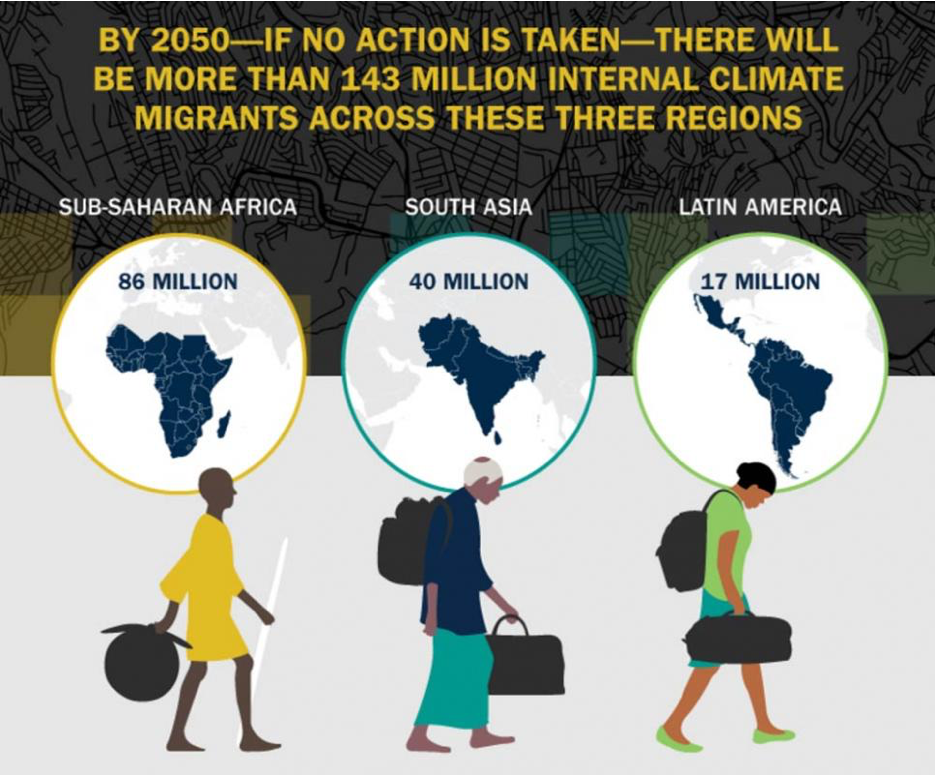 BY 2050—IF NO ACTION IS TAKEN—THERE WILL
BE MORE THAN 143 MILLION INTERNAL CLIMATE
MIGRANTS ACROSS THESE THREE REGIONS
SUB-SAHARAN AFRICA
86 MILLION
SOUTH ASIA
40 MILLION
LATIN AMERICA
17 MILLION